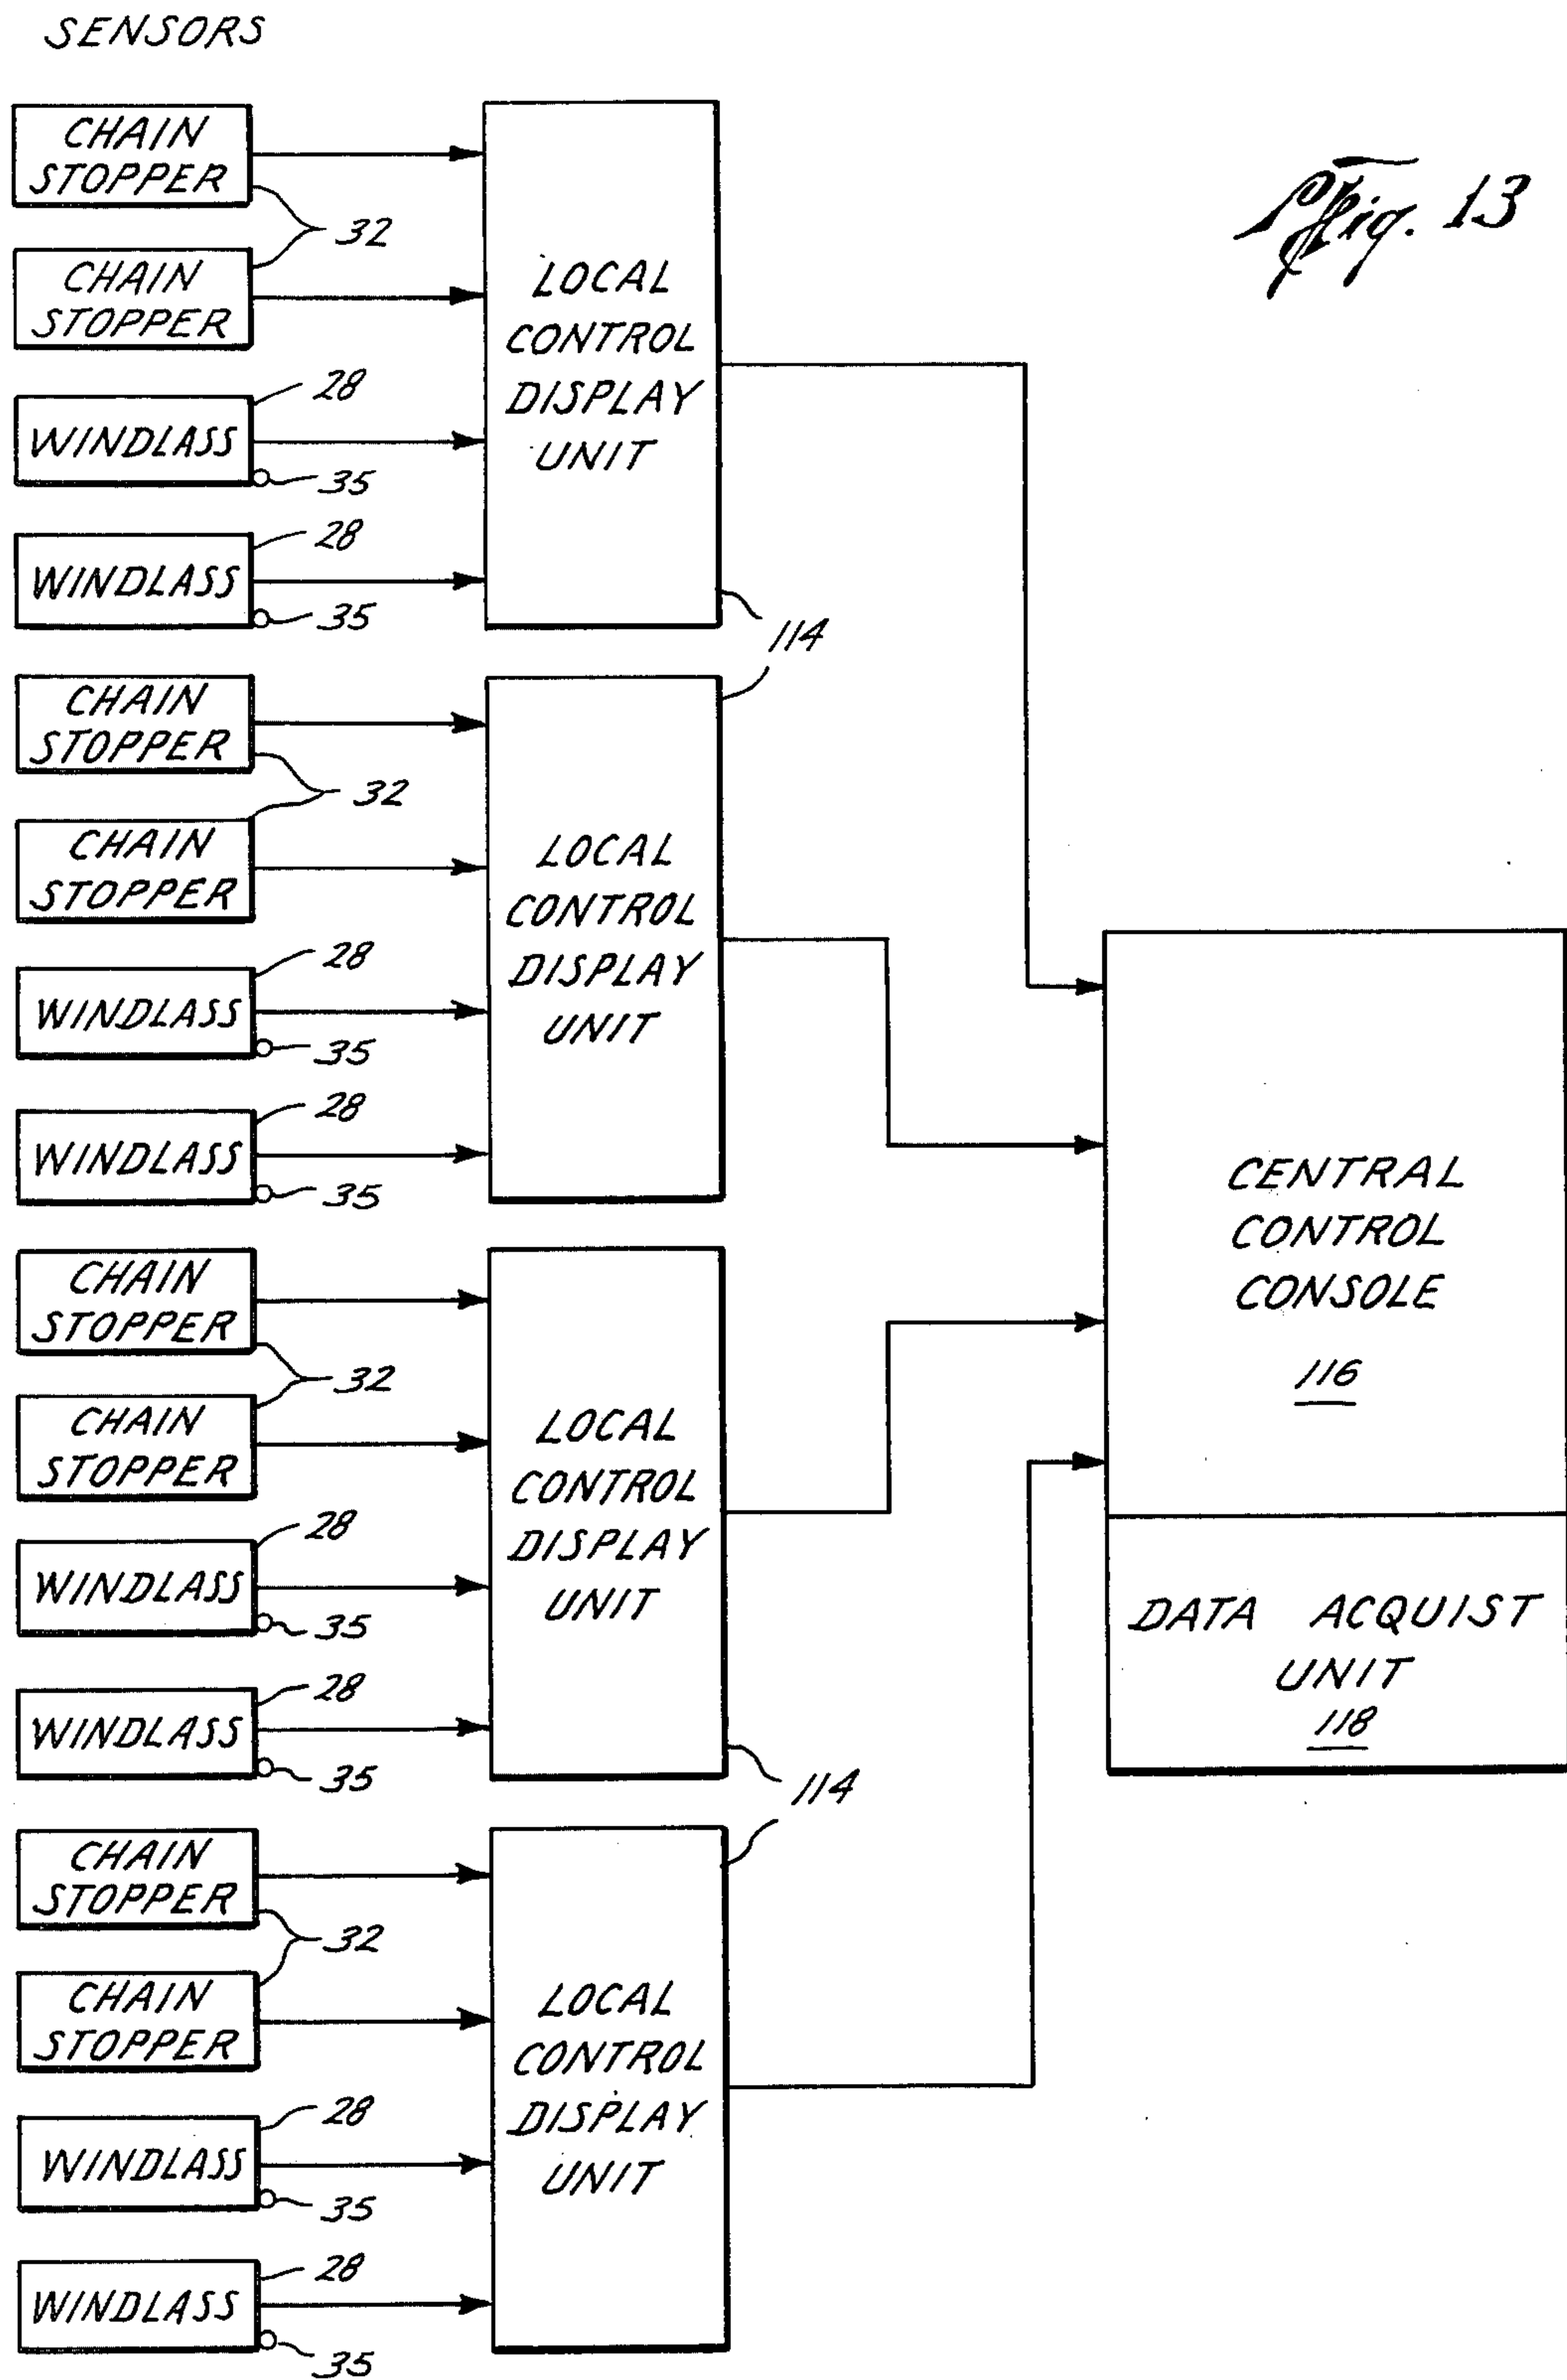 SENSORS
Fig. 13
CHAIN
STOPPER
32
CHAIN
STOPPER
28
WINDLASS
35
28
WINDLASS
35
LOCAL
CONTROL
DISPLAY
UNIT
114
CHAIN
STOPPER
32
CHAIN
STOPPER
28
WINDLASS
35
28
WINDLASS
35
LOCAL
CONTROL
DISPLAY
UNIT
CHAIN
STOPPER
32
CHAIN
STOPPER
28
WINDLASS
35
28
WINDLASS
35
LOCAL
CONTROL
DISPLAY
UNIT
114
CHAIN
STOPPER
32
CHAIN
STOPPER
28
WINDLASS
35
28
WINDLASS
35
LOCAL
CONTROL
DISPLAY
UNIT
CENTRAL
CONTROL
CONSOLE
116
DATA ACQUIST
UNIT
118